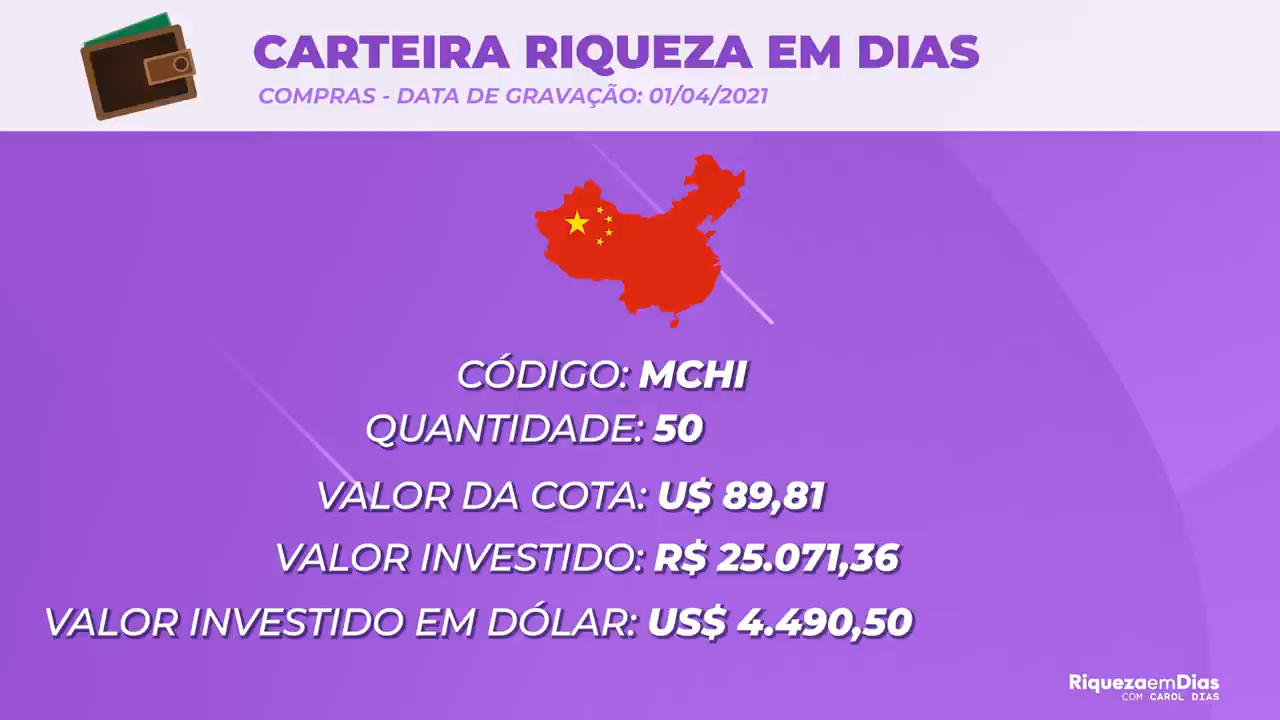 CARTEIRA RIQUEZA EM DIAS
COMPRAS - DATA DE GRAVAÇÃO: 01/04/2021
CÓDIGO: MCHI
QUANTIDADE: 50
VALOR DA COTA: U$ 89,81
VALOR INVESTIDO: R$ 25.071,36
VALOR INVESTIDO EM DÓLAR: US$ 4.490,50
RiquezaemDias
COM CAROL DIAS